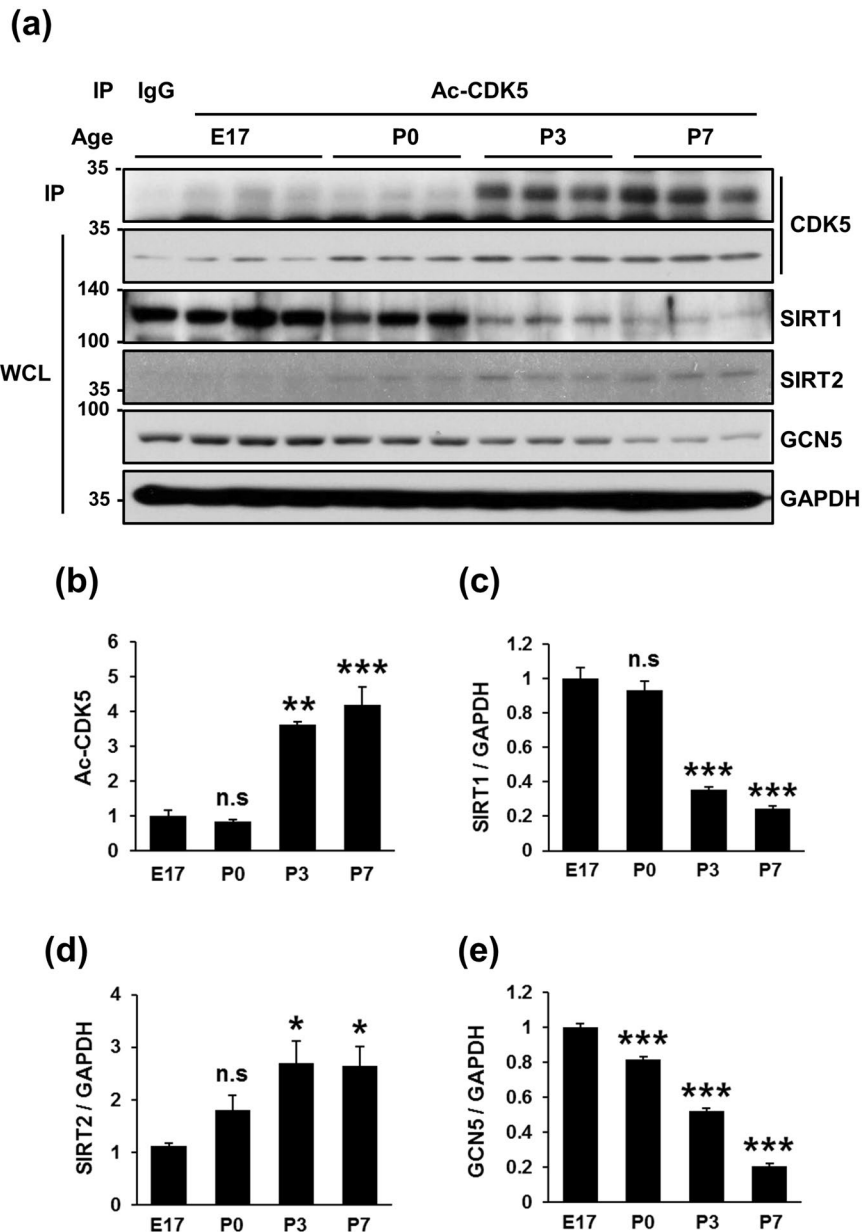 (a)
IP IgG Ac-CDK5
Age E17 P0 P3 P7
35
IP
CDK5
35
140
SIRT1
100
WCL
SIRT2
35
100
GCN5
35
GAPDH
(b)
Ac-CDK5
6
5
4
3
2
1
0
n.s
**
***
E17 P0 P3 P7
(c)
SIRT1 / GAPDH
1.2
1
0.8
0.6
0.4
0.2
0
n.s
***
***
E17 P0 P3 P7
(d)
SIRT2 / GAPDH
4
3
2
1
0
n.s
*
*
E17 P0 P3 P7
(e)
GCN5 / GAPDH
1.2
1
0.8
0.6
0.4
0.2
0
***
***
***
E17 P0 P3 P7